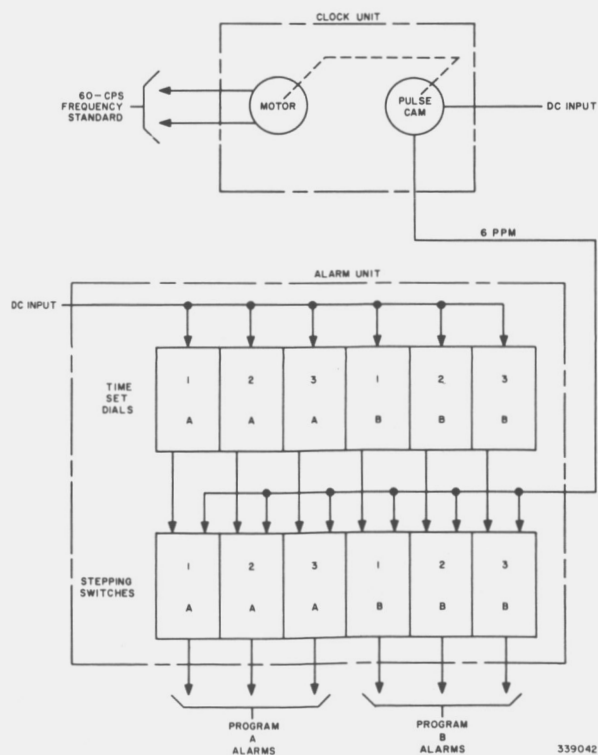 CLOCK UNIT
60-CPS
FREQUENCY
STANDARD
MOTOR
PULSE
CAM
DC INPUT
6 PPM
ALARM UNIT
DC INPUT
TIME
SET
DIALS
1 2 3 1 2 3
A A A B B B
STEPPING
SWITCHES
1 2 3 1 2 3
A A A B B B
PROGRAM
A
ALARMS
PROGRAM
B
ALARMS
339042